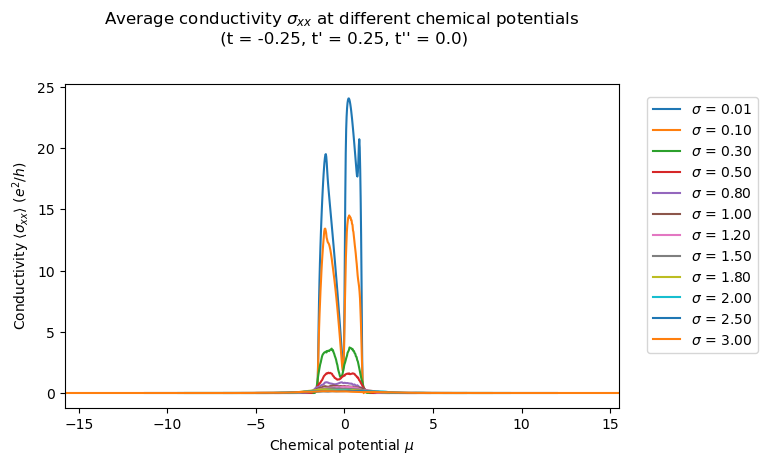 Average conductivity σxx at different chemical potentials
(t = -0.25, t' = 0.25, t'' = 0.0)
Conductivity ⟨σxx⟩ (e²/h)
25
20
15
10
5
0
−15
−10
−5
0
5
10
15
Chemical potential μ
σ = 0.01
σ = 0.10
σ = 0.30
σ = 0.50
σ = 0.80
σ = 1.00
σ = 1.20
σ = 1.50
σ = 1.80
σ = 2.00
σ = 2.50
σ = 3.00